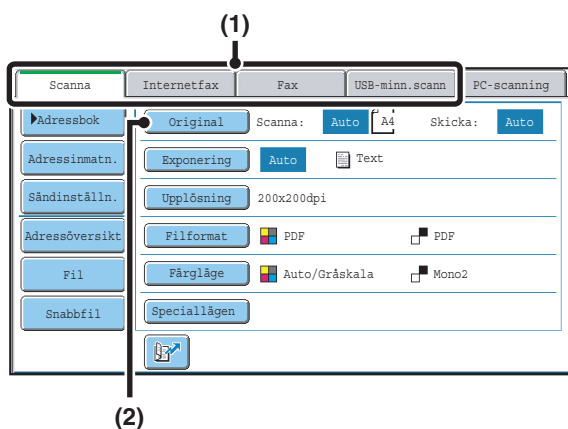 (1)
Scanna Internetfax Fax USB-minn.scann PC-scanning
Adressbok Original Scanna: Auto A4 Skicka: Auto
Adressinmatn. Exponering Auto Text
Sändinställn. Upplösning 200x200dpi
Adressöversikt Filformat PDF PDF
Fil Färgläge Auto/Gråskala Mono2
Snabbfil Speciallägen
(2)